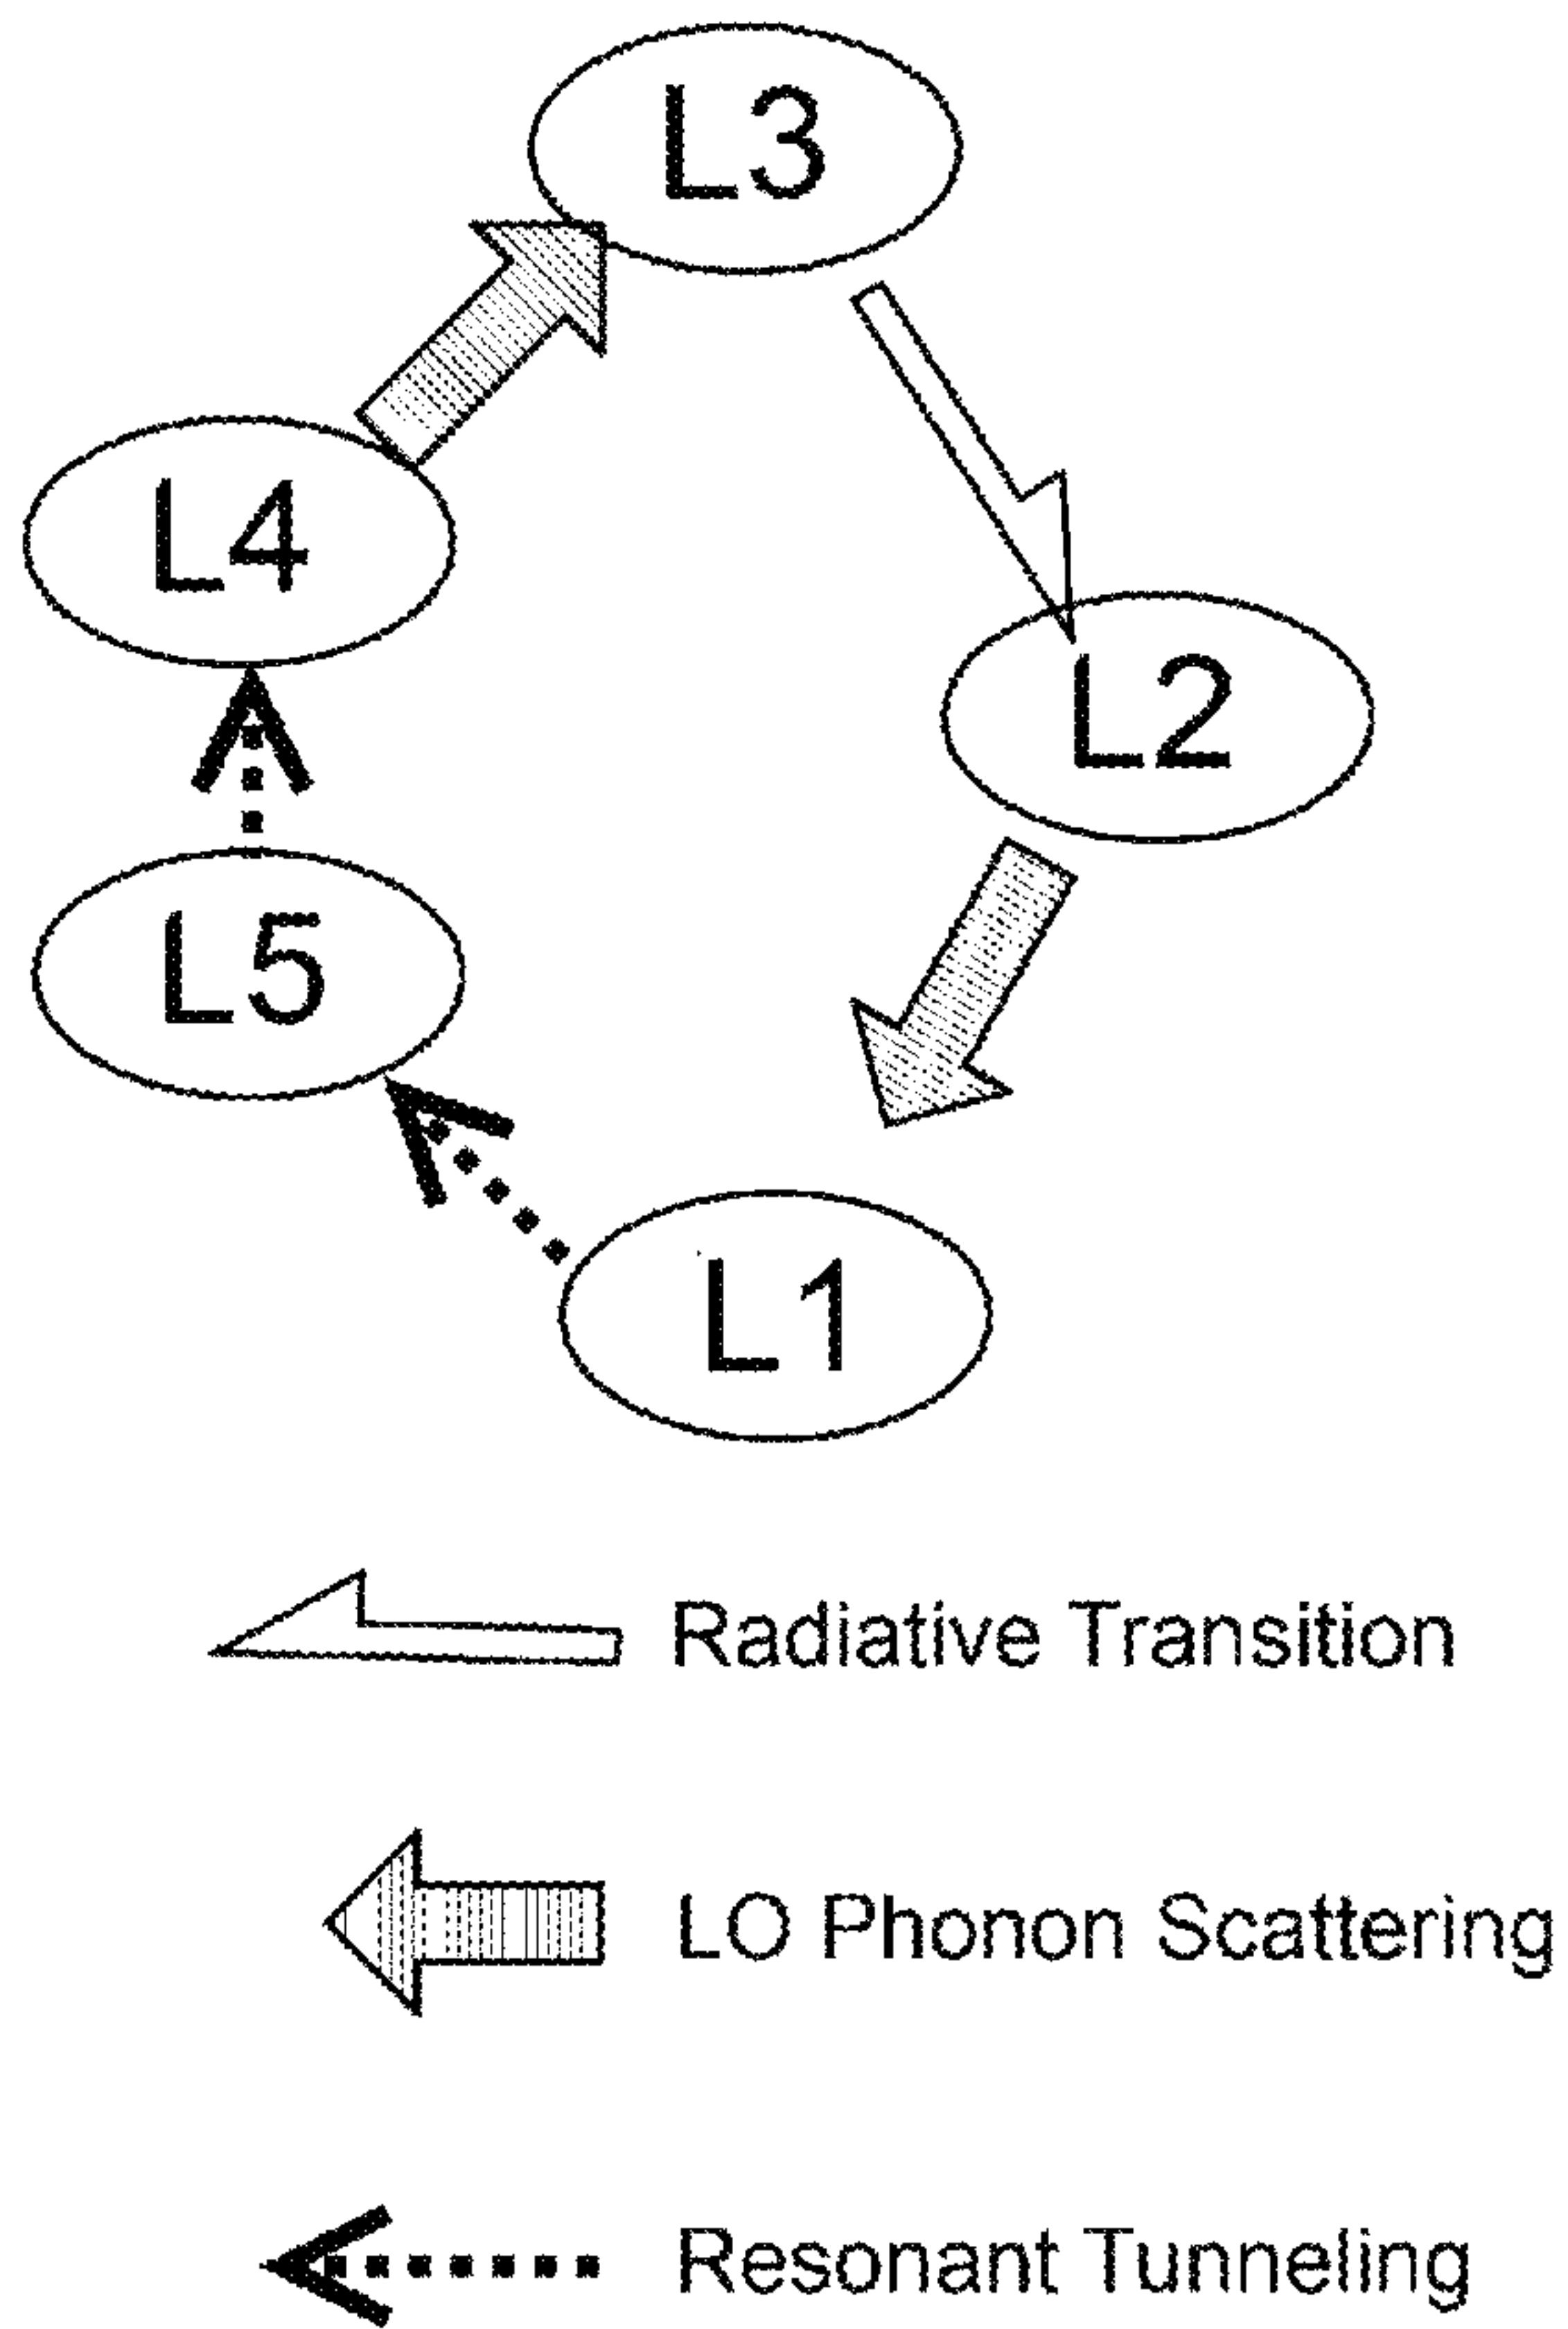 L3
L4
L2
L5
L1
Radiative Transition
LO Phonon Scattering
Resonant Tunneling